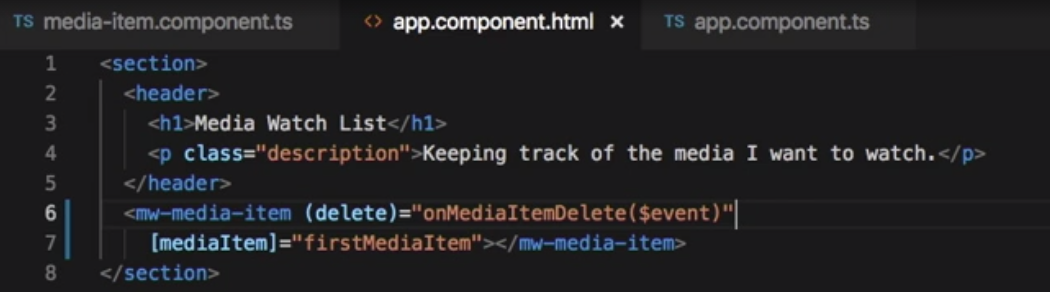 TS media-item.component.ts <> app.component.html × TS app.component.ts
1 <section>
2 <header>
3 <h1>Media Watch List</h1>
4 <p class="description">Keeping track of the media I want to watch.</p>
5 </header>
6 <mw-media-item (delete)="onMediaItemDelete($event)"
7 [mediaItem]="firstMediaItem"></mw-media-item>
8 </section>